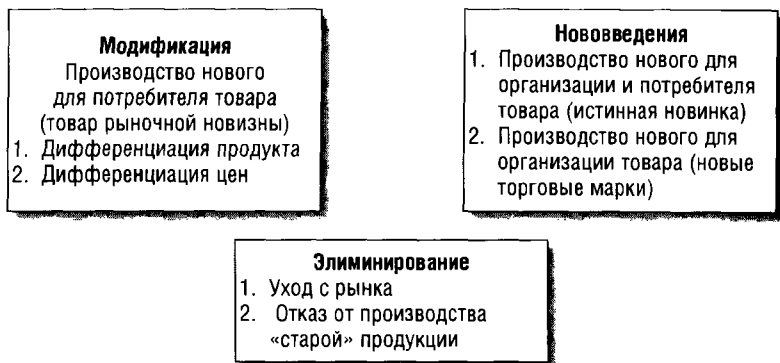 Модификация
Производство нового
для потребителя товара
(товар рыночной новизны)
1. Дифференциация продукта
2. Дифференциация цен
Нововведения
1. Производство нового для
организации и потребителя
товара (истинная новинка)
2. Производство нового для
организации товара (новые
торговые марки)
Элиминирование
1. Уход с рынка
2. Отказ от производства
«старой» продукции